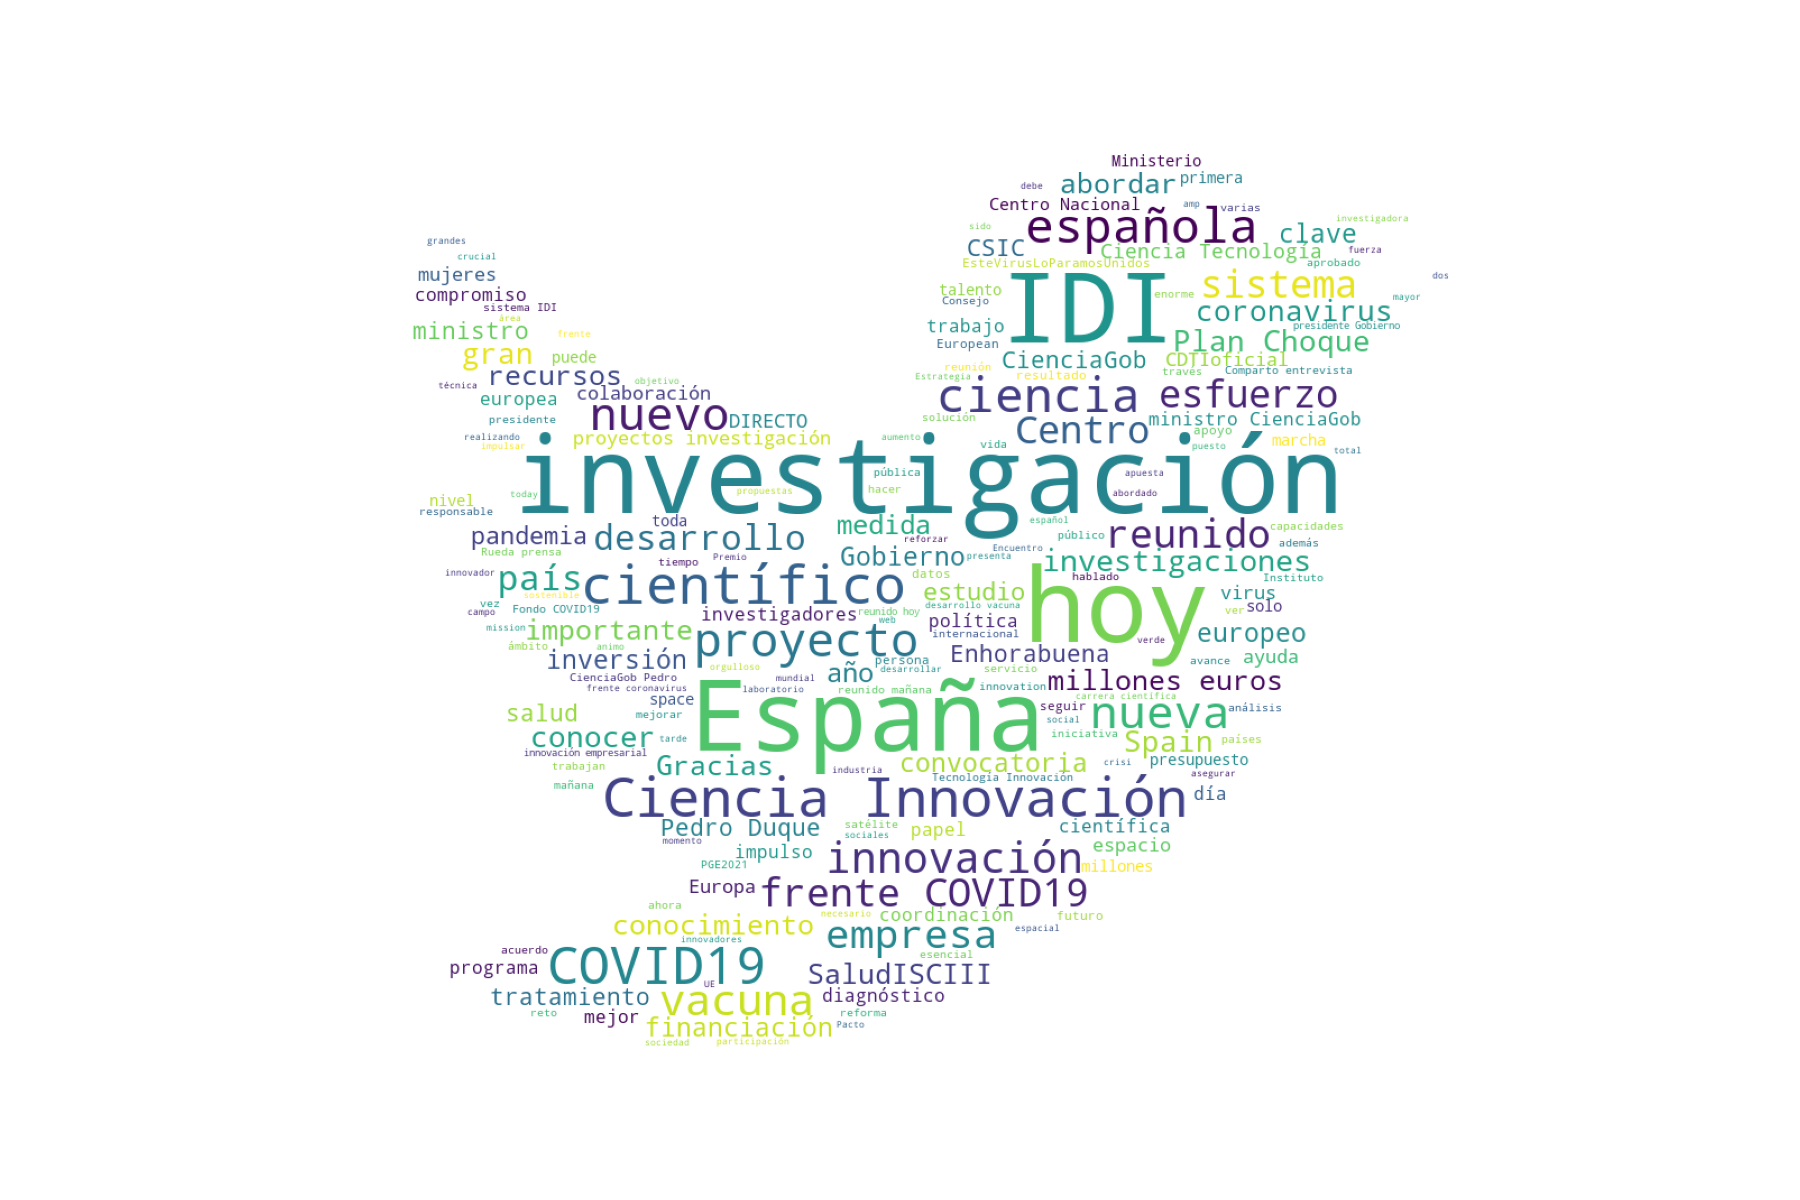 Ministerio
debe
abordar
primera
Centro Nacional
amp
varias
sido
española
investigadora
CSIC
Ciencia Tecnología
clave
fuerza
grandes
crucial
EsteVirusLoParamosUnidos
aprobado
mujeres
IDI
sistema
dos
compromiso
talento
enorme
mayor
sistema IDI
Consejo
coronavirus
área
trabajo
presidente Gobierno
ministro
frente
European
Plan Choque
gran
puede
CienciaGob
CDTIoficial
recursos
reunión
resultado
traves
Comparto entrevista
técnica
objetivo
Estrategia
europea
colaboración
ciencia
esfuerzo
presidente
nuevo
DIRECTO
solución
Centro
ministro CienciaGob
realizando
proyectos investigación
aumento
vida
apoyo
marcha
impulsar
puesto
total
investigación
pública
apuesta
today
propuestas
hacer
abordado
nivel
responsable
toda
medida
español
reunido
capacidades
pandemia
desarrollo
reforzar
público
además
Rueda prensa
Premio
Gobierno
Encuentro
presenta
investigaciones
innovador
país
tiempo
datos
hablado
Instituto
científico
estudio
hoy
virus
sostenible
vez
Fondo COVID19
desarrollo vacuna
ver
solo
campo
investigadores
reunido hoy
web
política
mission
importante
proyecto
internacional
verde
europeo
ámbito
animo
inversión
orgulloso
persona
desarrollar
Enhorabuena
avance
ayuda
CienciaGob Pedro
mundial
año
servicio
millones euros
frente coronavirus
laboratorio
reunido mañana
innovation
carrera científica
space
España
seguir
nueva
análisis
salud
mejorar
social
conocer
tarde
iniciativa
Spain
países
innovación empresarial
presupuesto
trabajan
Gracias
industria
convocatoria
crisi
asegurar
mañana
Tecnología Innovación
Ciencia Innovación
día
Pedro Duque
satélite
papel
científica
momento
sociales
impulso
espacio
PGE2021
innovación
millones
Europa
frente COVID19
ahora
necesario
coordinación
futuro
conocimiento
empresa
espacial
innovadores
acuerdo
esencial
programa
COVID19
SaludISCIII
UE
tratamiento
vacuna
diagnóstico
reto
mejor
reforma
financiación
Pacto
sociedad
participación